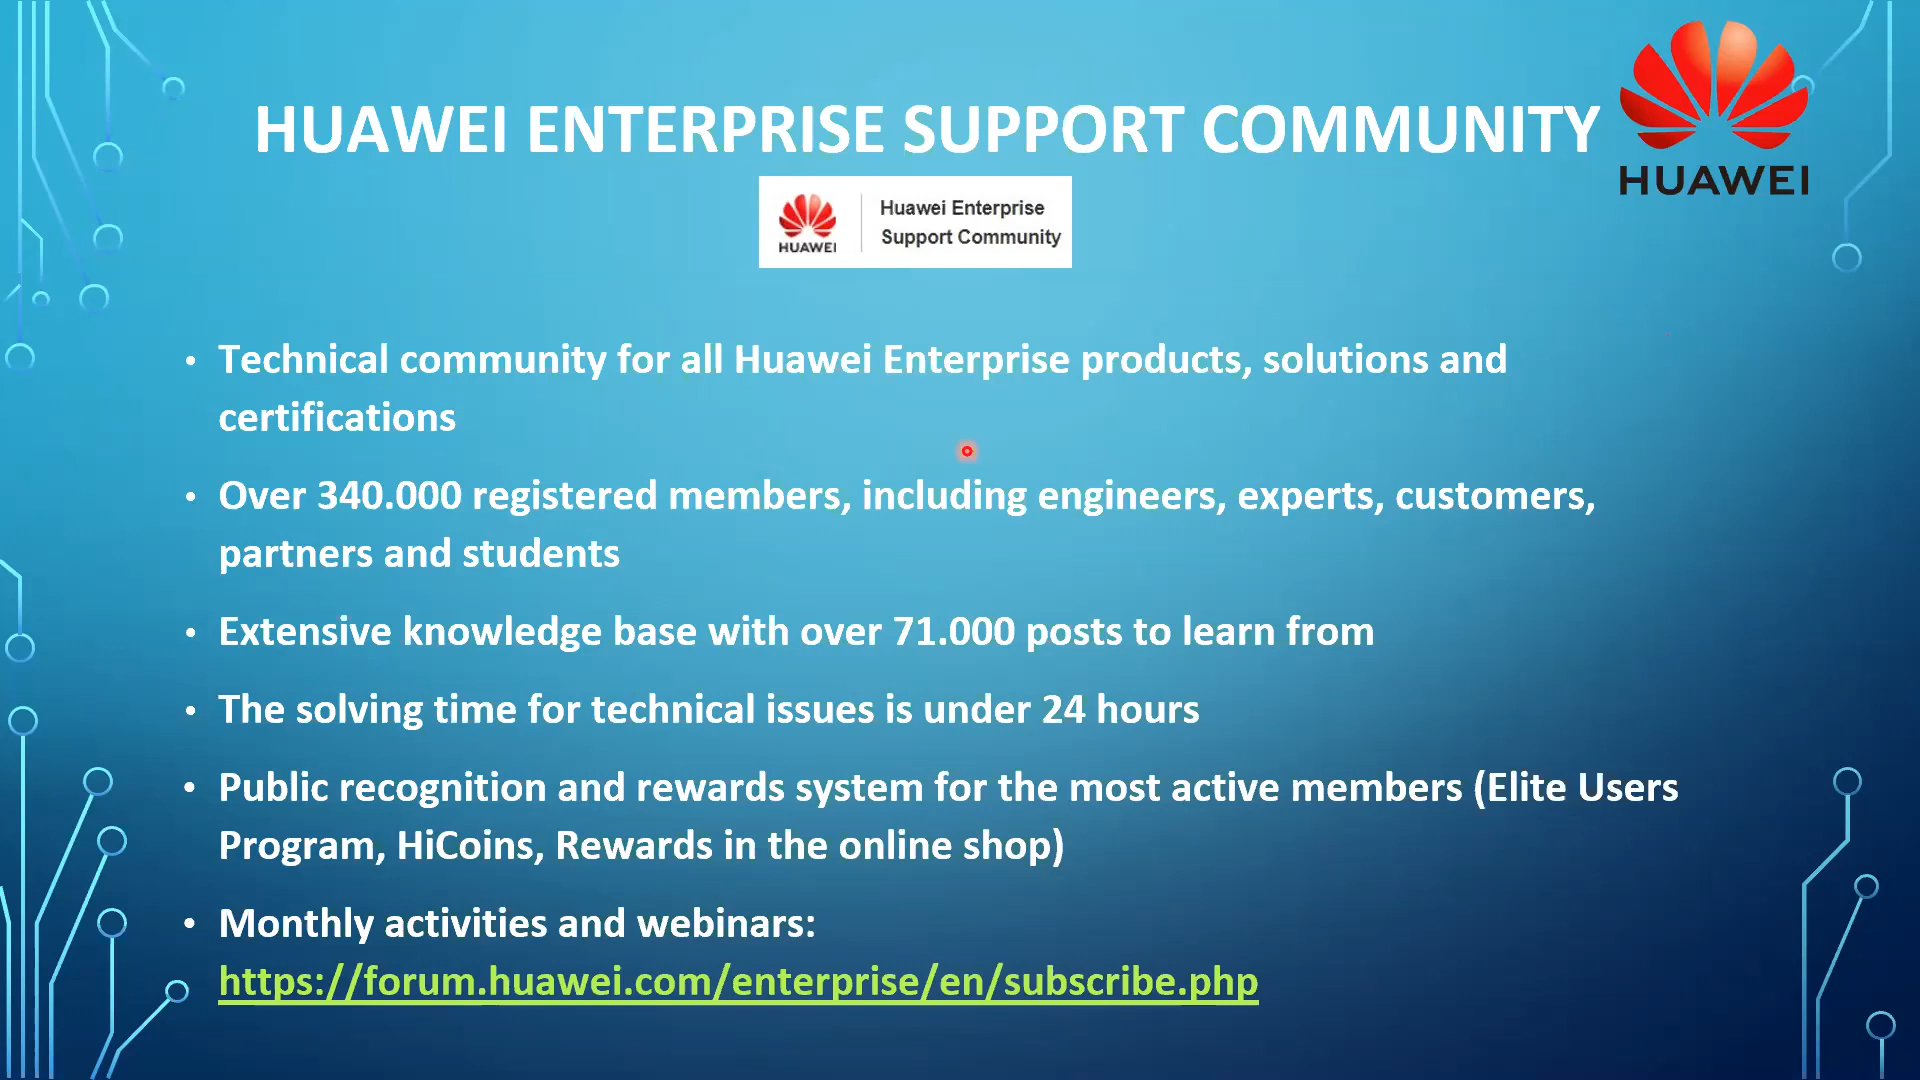 HUAWEI ENTERPRISE SUPPORT COMMUNITY
HUAWEI
HUAWEI
Huawei Enterprise
Support Community
• Technical community for all Huawei Enterprise products, solutions and
certifications
• Over 340.000 registered members, including engineers, experts, customers,
partners and students
• Extensive knowledge base with over 71.000 posts to learn from
• The solving time for technical issues is under 24 hours
• Public recognition and rewards system for the most active members (Elite Users
Program, HiCoins, Rewards in the online shop)
• Monthly activities and webinars:
https://forum.huawei.com/enterprise/en/subscribe.php